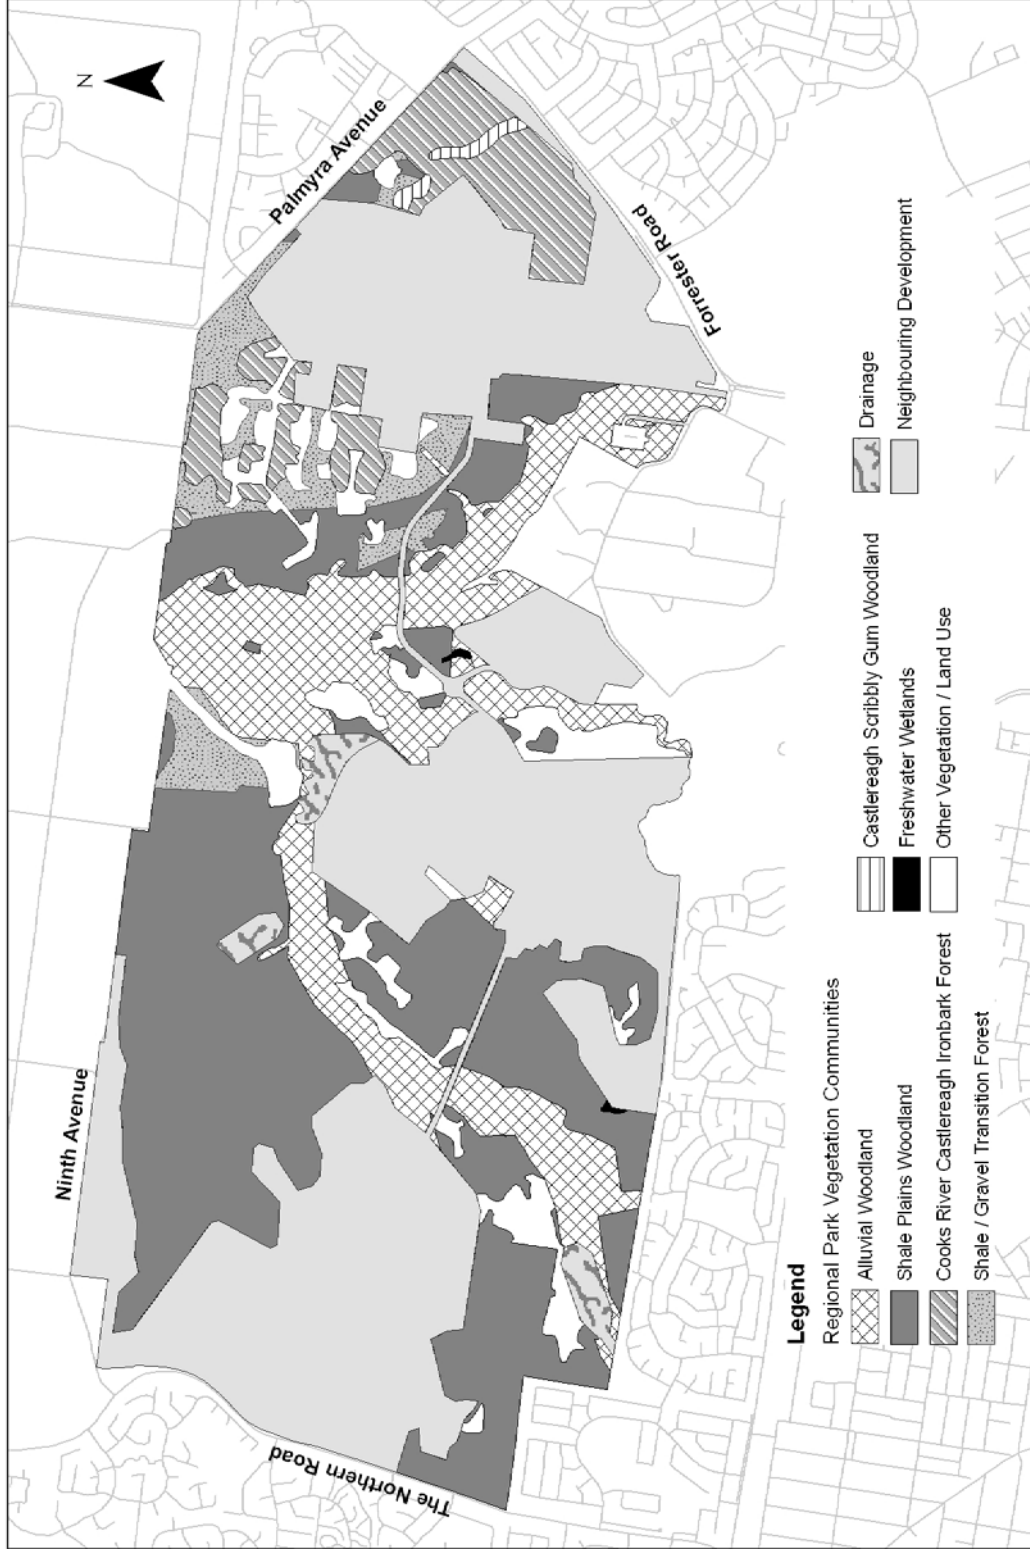 N
Palmyra Avenue
Ninth Avenue
The Northern Road
Forrester Road
Legend
Regional Park Vegetation Communities
Alluvial Woodland
Shale Plains Woodland
Cooks River Castlereagh Ironbark Forest
Shale / Gravel Transition Forest
Castlereagh Scribbly Gum Woodland
Freshwater Wetlands
Other Vegetation / Land Use
Drainage
Neighbouring Development